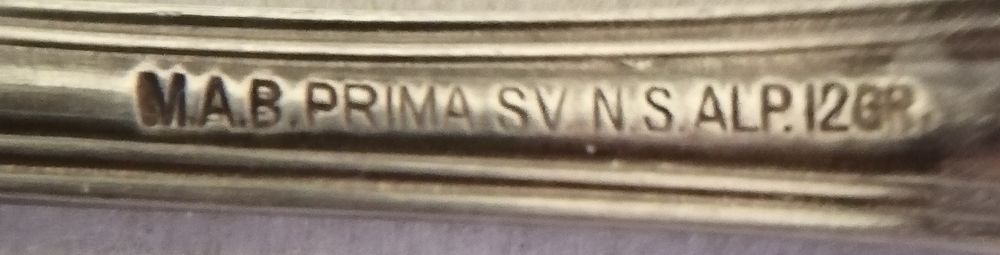 M.A.B. PRIMA SV N.S. ALP. 12GR.